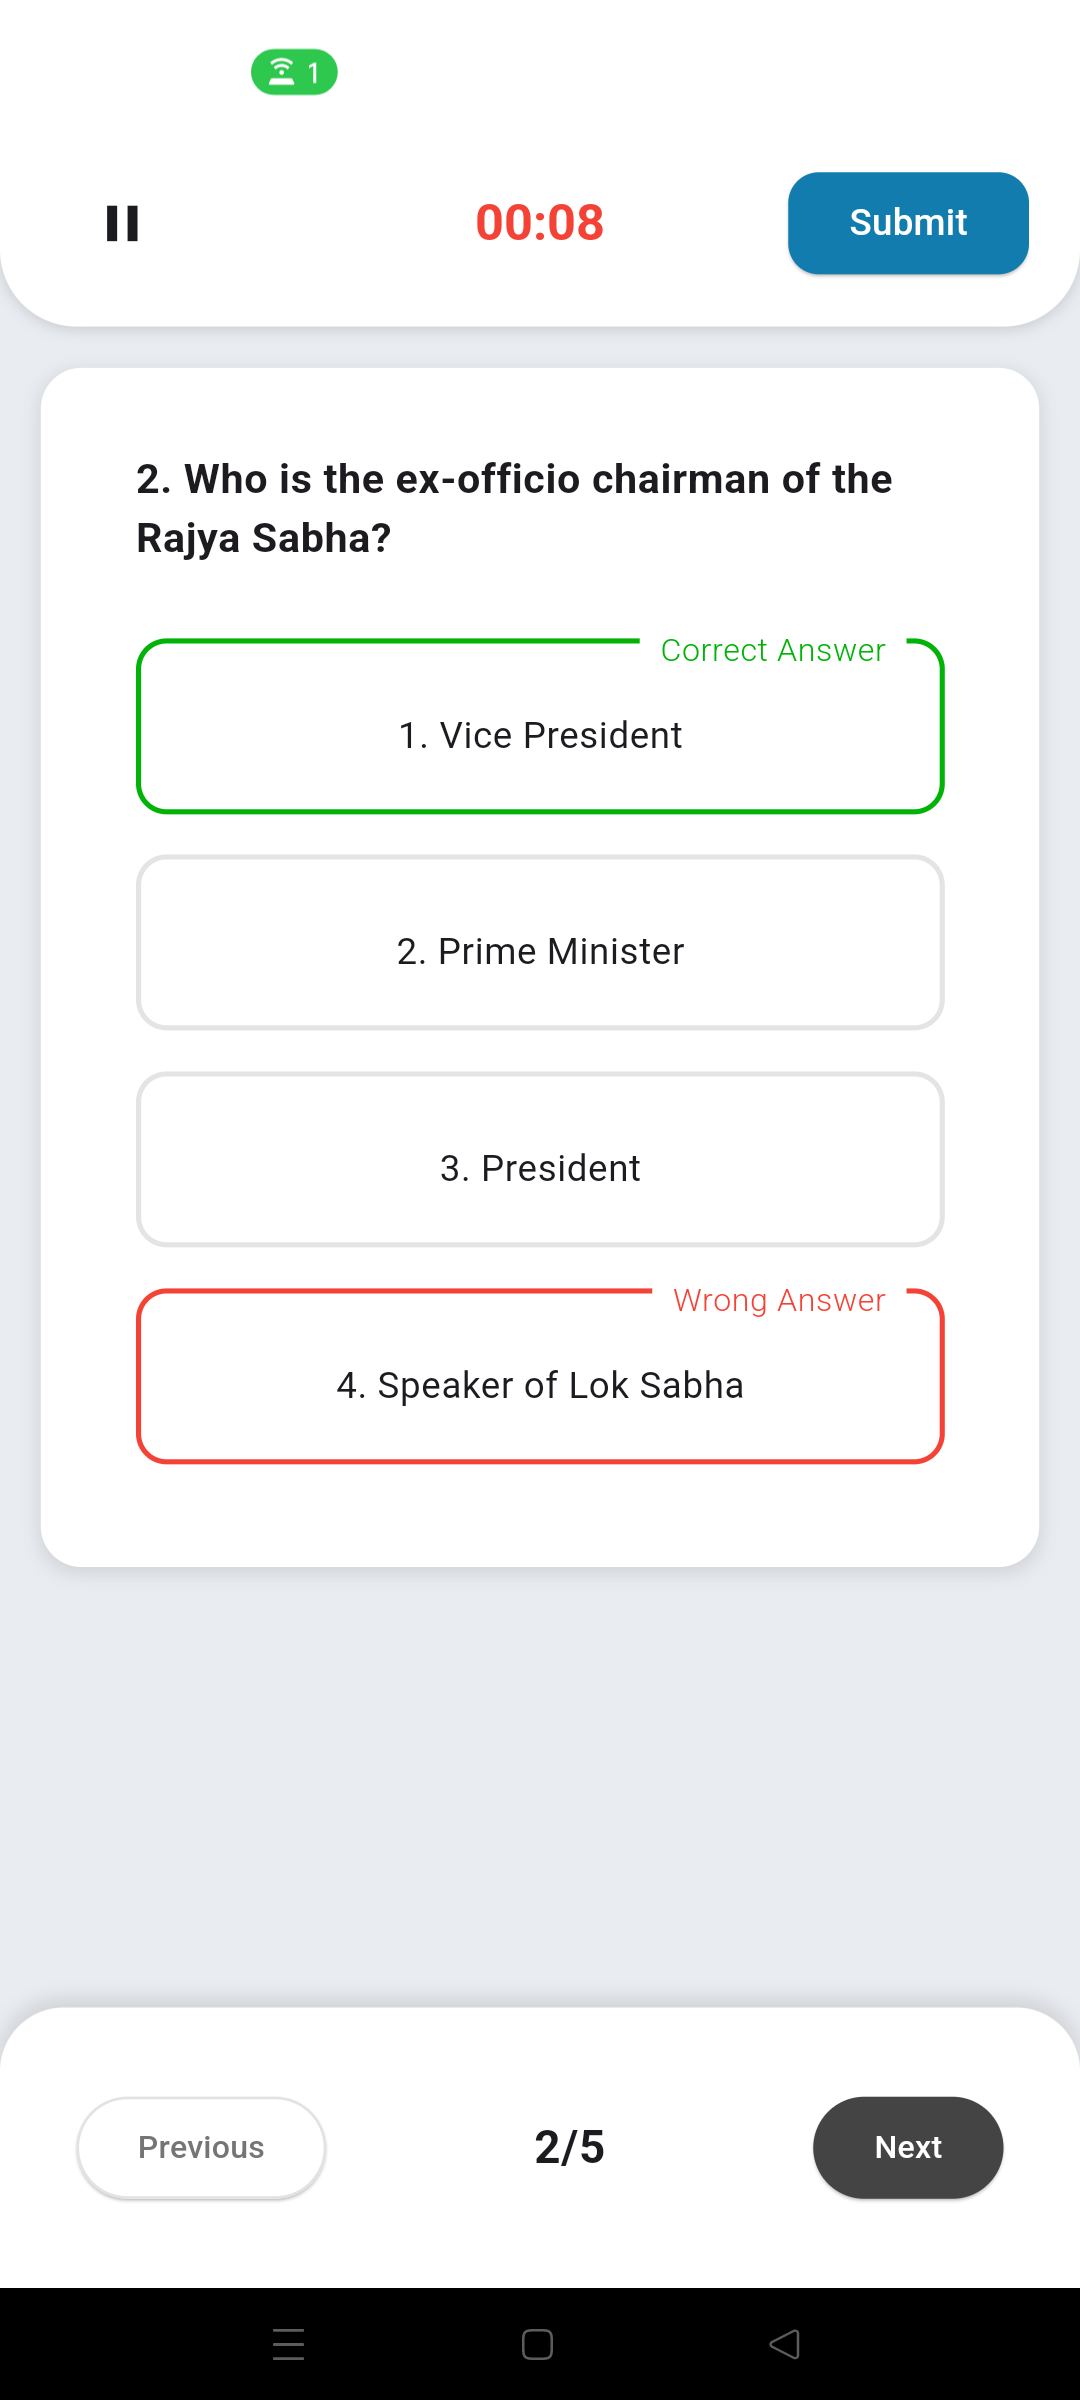 1
00:08
Submit
2. Who is the ex-officio chairman of the
Rajya Sabha?
Correct Answer
1. Vice President
2. Prime Minister
3. President
Wrong Answer
4. Speaker of Lok Sabha
Previous
2/5
Next